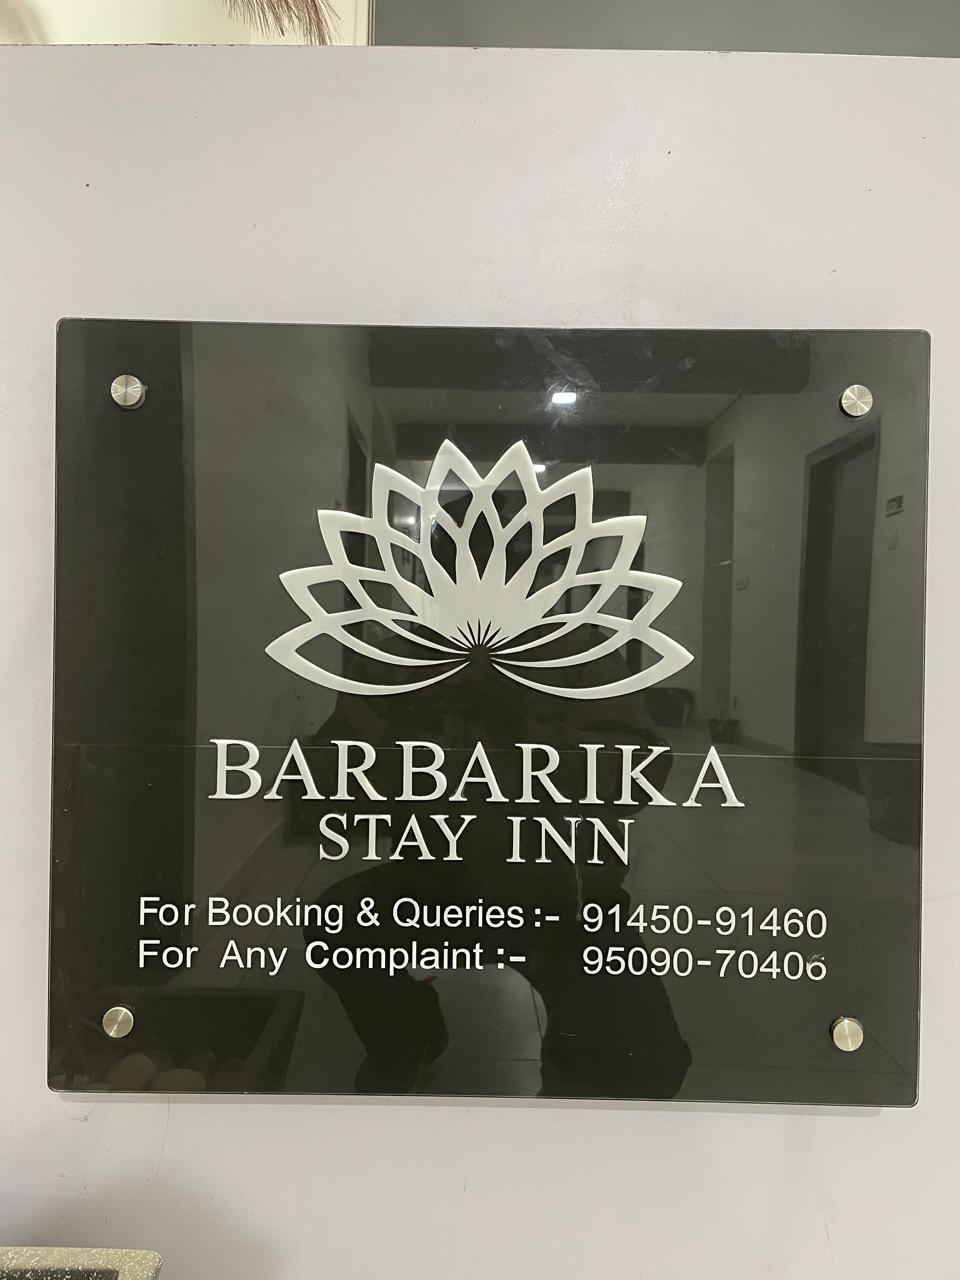 BARBARIKA
STAY INN
For Booking & Queries :- 91450-91460
For Any Complaint :- 95090-70406